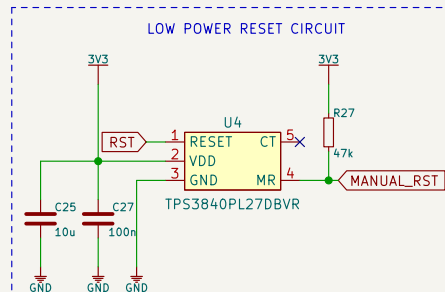 LOW POWER RESET CIRCUIT
3V3
3V3
U4
R27
47k
RST
1 RESET CT 5
2 VDD
3 GND MR 4
MANUAL_RST
TPS3840PL27DBVR
C25
10u
C27
100n
GND
GND
GND